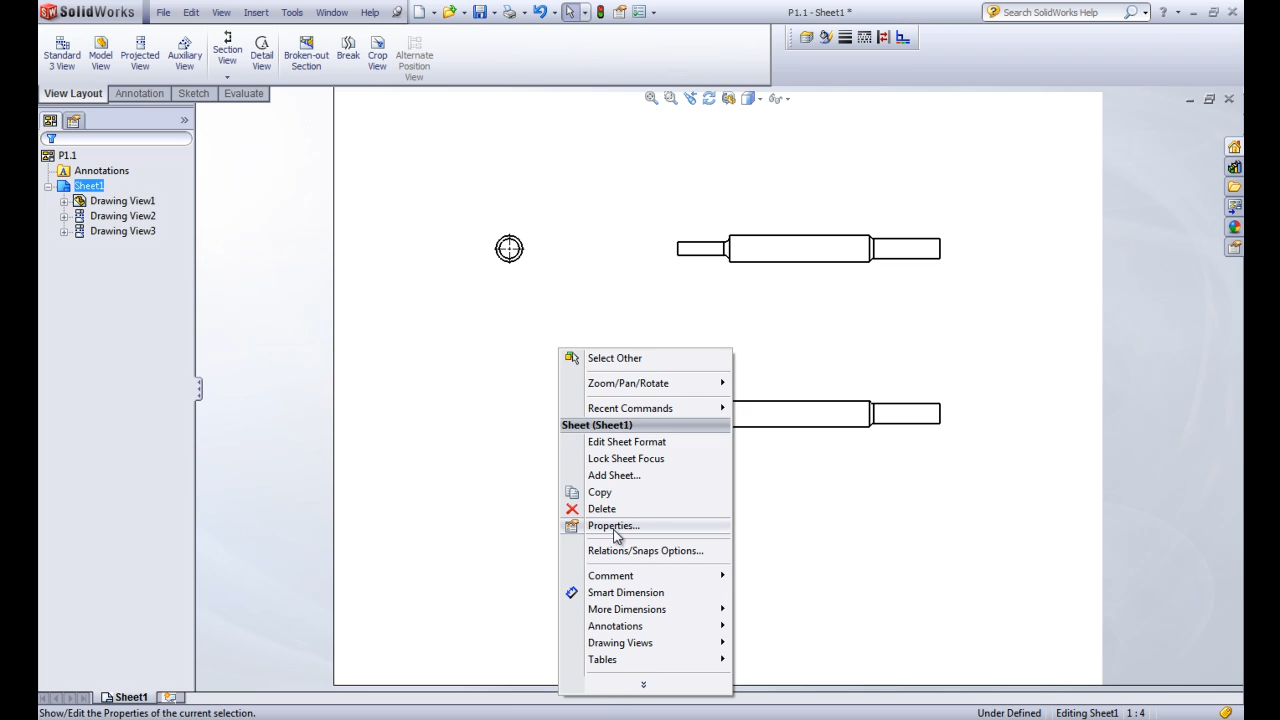 SolidWorks File Edit View Insert Tools Window Help P1.1 - Sheet1 * Search SolidWorks Help
Standard 3 View
Model View
Projected View
Auxiliary View
Section View
Detail View
Broken-out Section
Break
Crop View
Alternate Position View
View Layout Annotation Sketch Evaluate
P1.1
Annotations
Sheet1
Drawing View1
Drawing View2
Drawing View3
Select Other
Zoom/Pan/Rotate
Recent Commands
Sheet (Sheet1)
Edit Sheet Format
Lock Sheet Focus
Add Sheet...
Copy
Delete
Properties...
Relations/Snaps Options...
Comment
Smart Dimension
More Dimensions
Annotations
Drawing Views
Tables
Sheet1
Show/Edit the Properties of the current selection. Under Defined Editing Sheet1 1 : 4